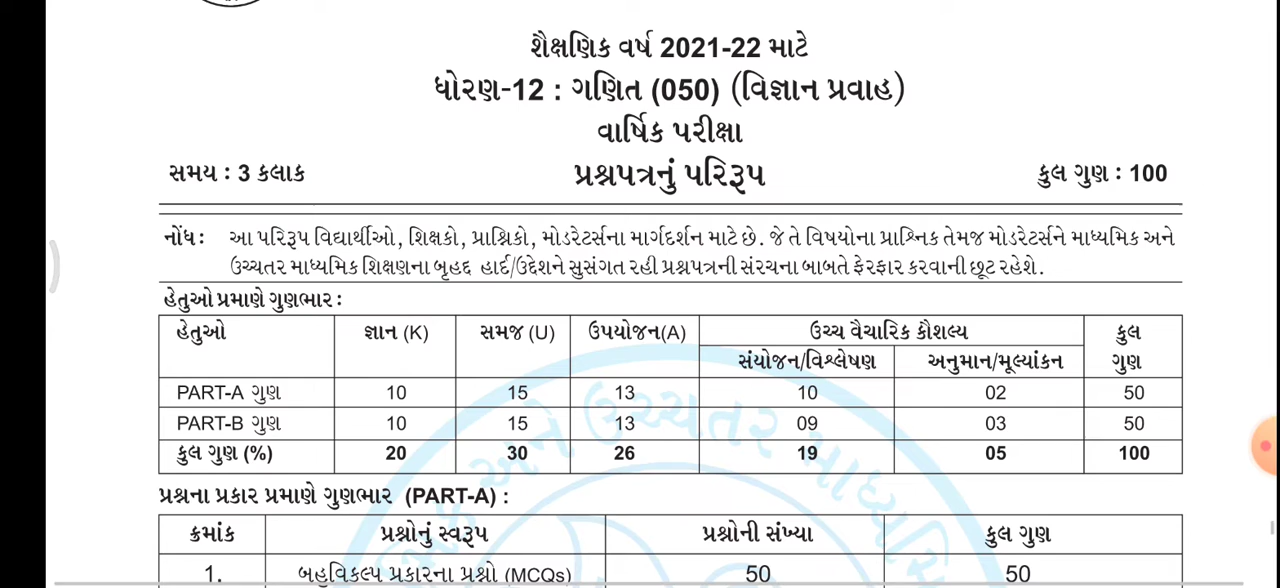 શૈક્ષણિક વર્ષ 2021-22 માટે
ધોરણ-12 : ગણિત (050) (વિજ્ઞાન પ્રવાહ)
વાર્ષિક પરીક્ષા
સમય : 3 કલાક પ્રશ્નપત્રનું પરિરૂપ કુલ ગુણ : 100
નોંધ : આ પરિરૂપ વિદ્યાર્થીઓ, શિક્ષકો, પ્રાશ્નિકો, મોડરેટર્સના માર્ગદર્શન માટે છે. જે તે વિષયોના પ્રાશ્નિક તેમજ મોડરેટર્સને માધ્યમિક અને
ઉચ્ચતર માધ્યમિક શિક્ષણના બૃહદ્ હાર્દ/ઉદ્દેશને સુસંગત રહી પ્રશ્નપત્રની સંરચના બાબતે ફેરફાર કરવાની છૂટ રહેશે.
હેતુઓ પ્રમાણે ગુણભાર :
હેતુઓ જ્ઞાન (K) સમજ (U) ઉપયોજન(A) ઉચ્ચ વૈચારિક કૌશલ્ય કુલ
સંયોજન/વિશ્લેષણ અનુમાન/મૂલ્યાંકન ગુણ
PART-A ગુણ 10 15 13 10 02 50
PART-B ગુણ 10 15 13 09 03 50
કુલ ગુણ (%) 20 30 26 19 05 100
પ્રશ્નના પ્રકાર પ્રમાણે ગુણભાર (PART-A) :
ક્રમાંક પ્રશ્નોનું સ્વરૂપ પ્રશ્નોની સંખ્યા કુલ ગુણ
1. બહુવિકલ્પ પ્રકારના પ્રશ્નો (MCQs) 50 50